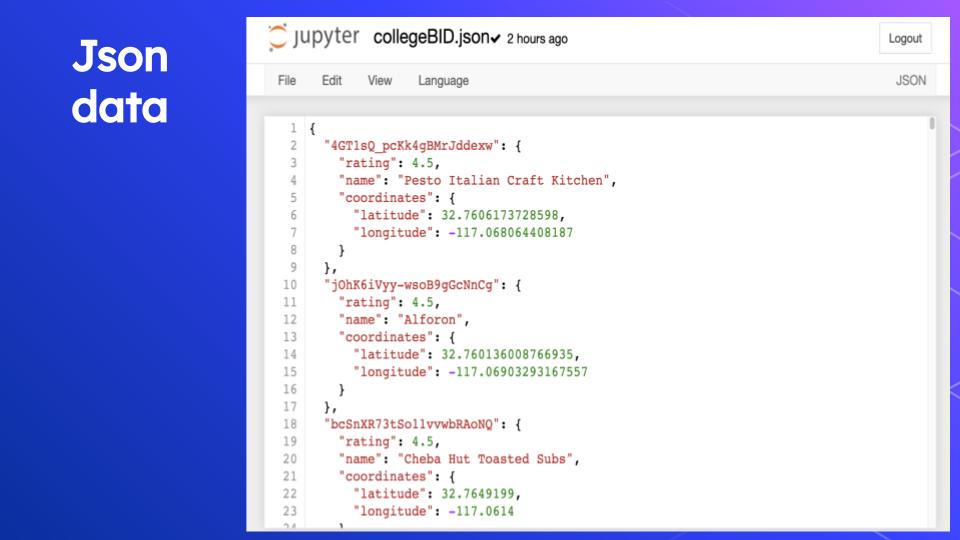 Json
data
jupyter collegeBID.json✔ 2 hours ago
Logout
File Edit View Language
JSON
1 {
2 "4GTlsQ_pcKk4gBMrJddexw": {
3 "rating": 4.5,
4 "name": "Pesto Italian Craft Kitchen",
5 "coordinates": {
6 "latitude": 32.7606173728598,
7 "longitude": -117.068064408187
8 }
9 },
10 "jOhK6iVyy-wsoB9gGcNnCg": {
11 "rating": 4.5,
12 "name": "Alforon",
13 "coordinates": {
14 "latitude": 32.760136008766935,
15 "longitude": -117.06903293167557
16 }
17 },
18 "bcSnXR73tSollvvwbRAoNQ": {
19 "rating": 4.5,
20 "name": "Cheba Hut Toasted Subs",
21 "coordinates": {
22 "latitude": 32.7649199,
23 "longitude": -117.0614
24 }